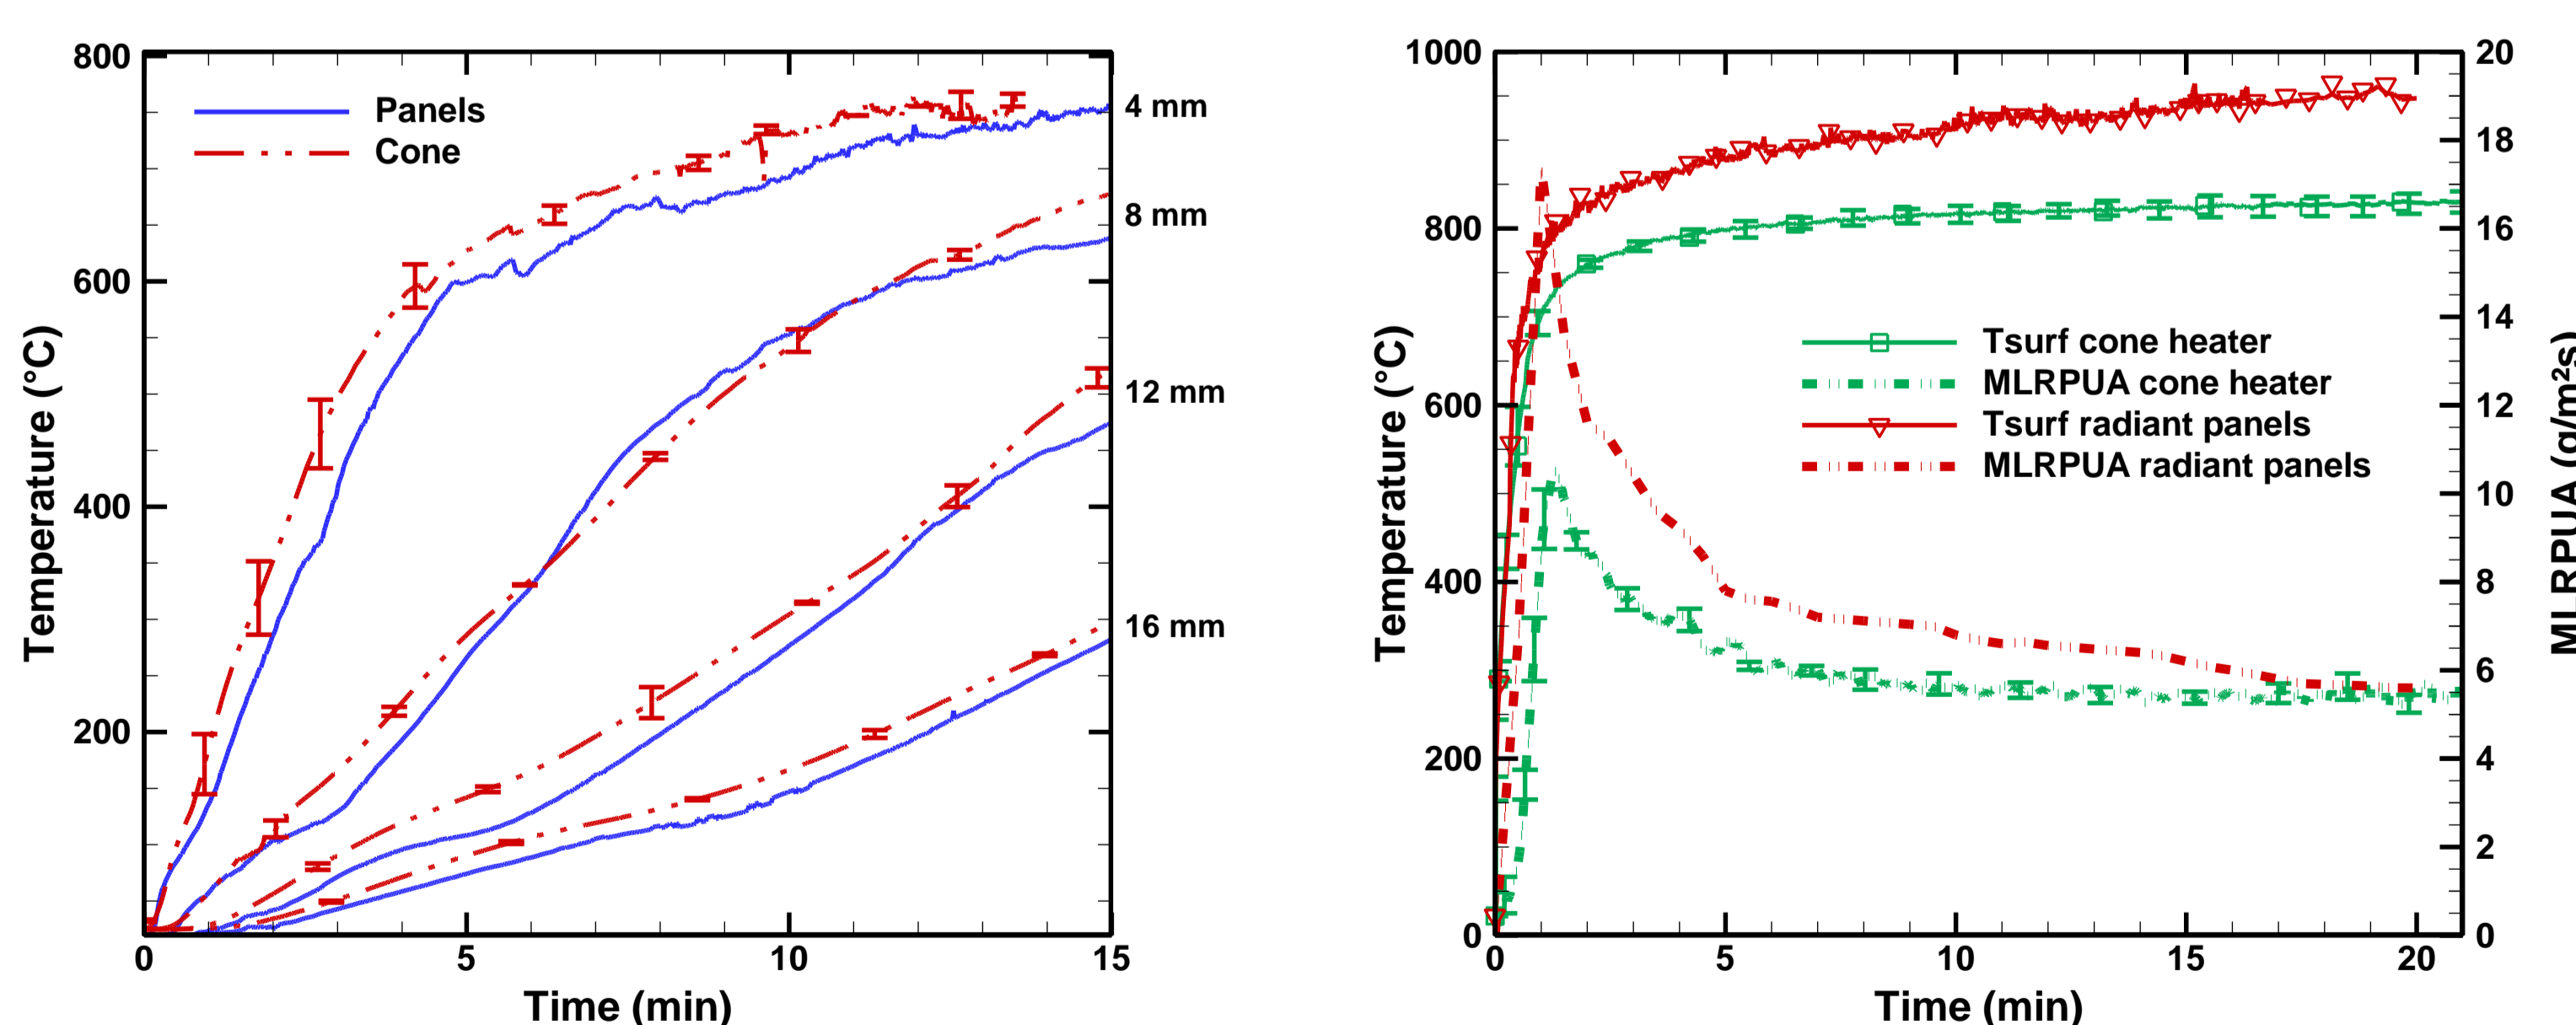 800
600
400
200
0
5
10
15
Temperature (°C)
Time (min)
Panels
Cone
4 mm
8 mm
12 mm
16 mm
1000
800
600
400
200
0
0
5
10
15
20
Temperature (°C)
Time (min)
Tsurf cone heater
MLRPUA cone heater
Tsurf radiant panels
MLRPUA radiant panels
20
18
16
14
12
10
8
6
4
2
0
MLRPUA (g/m²s)